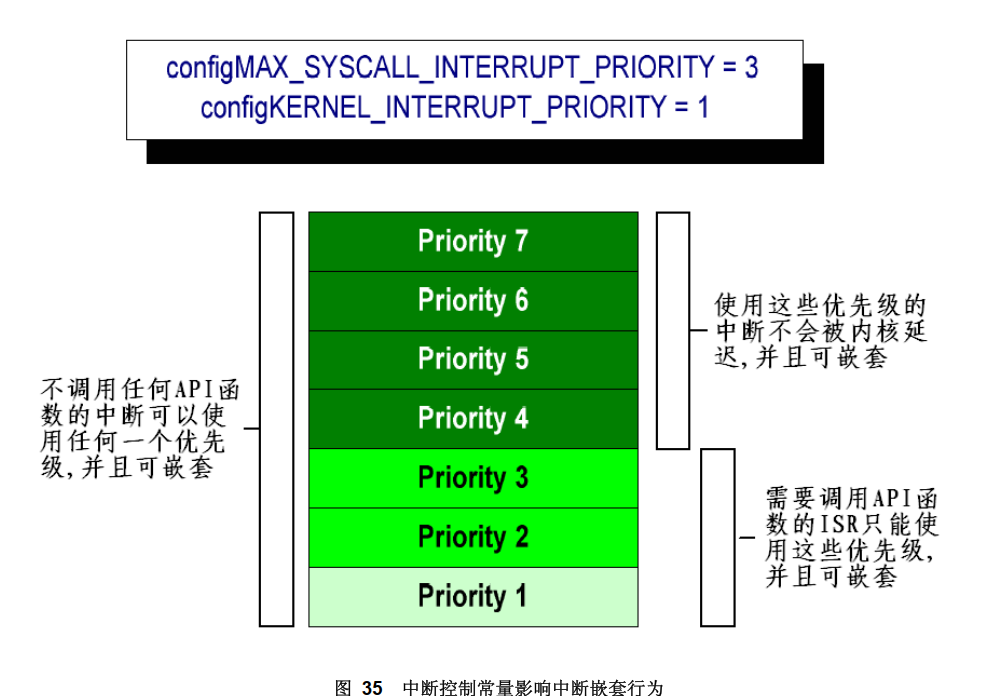 configMAX_SYSCALL_INTERRUPT_PRIORITY = 3
configKERNEL_INTERRUPT_PRIORITY = 1
不调用任何API函
数的中断可以使
用任何一个优先
级,并且可嵌套
Priority 7
Priority 6
Priority 5
Priority 4
Priority 3
Priority 2
Priority 1
使用这些优先级的
中断不会被内核延
迟,并且可嵌套
需要调用API函
数的ISR只能使
用这些优先级,
并且可嵌套
图 35 中断控制常量影响中断嵌套行为